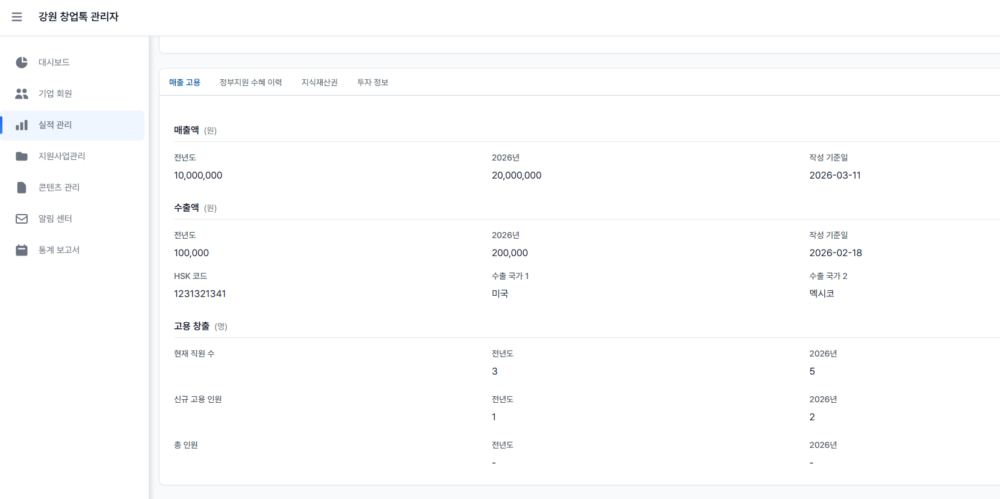 강원 창업톡 관리자
대시보드
기업 회원
실적 관리
지원사업관리
콘텐츠 관리
알림 센터
통계 보고서
매출 고용 정부지원 수혜 이력 지식재산권 투자 정보
매출액 (원)
전년도 2026년 작성 기준일
10,000,000 20,000,000 2026-03-11
수출액 (원)
전년도 2026년 작성 기준일
100,000 200,000 2026-02-18
HSK 코드 수출 국가 1 수출 국가 2
1231321341 미국 멕시코
고용 창출 (명)
현재 직원 수 전년도 2026년
3 5
신규 고용 인원 전년도 2026년
1 2
총 인원 전년도 2026년
- -